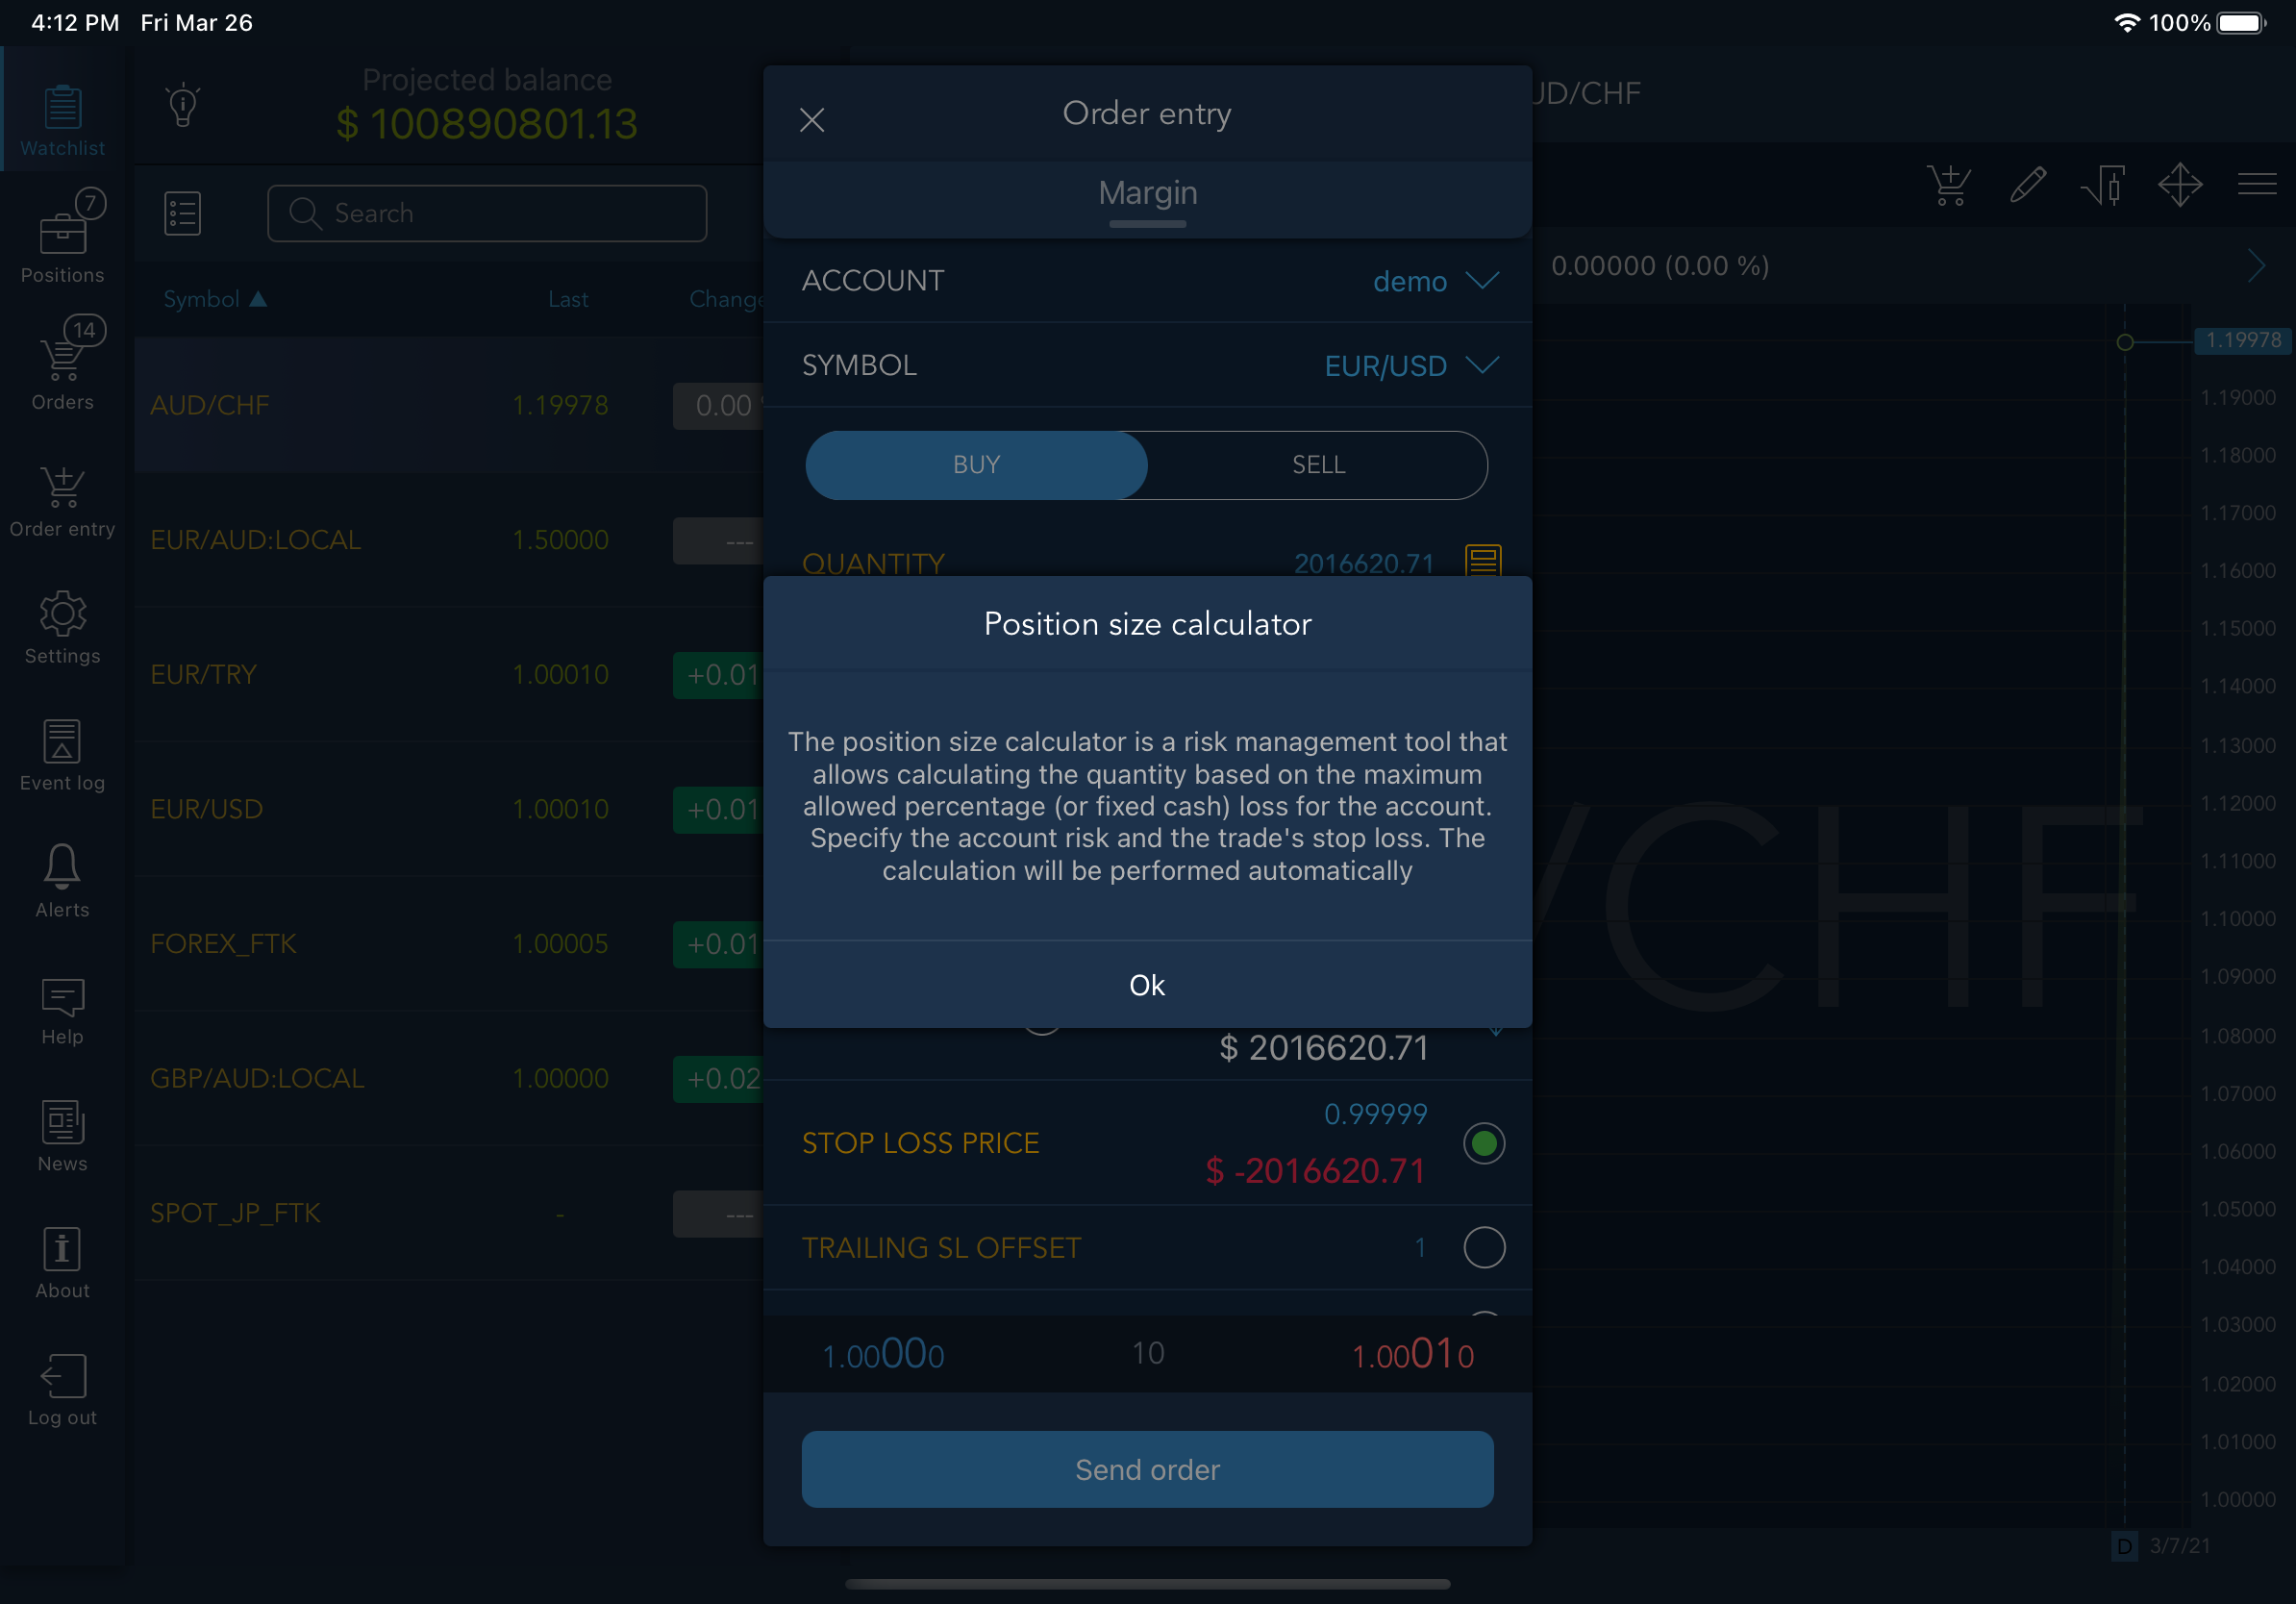 4:12 PM Fri Mar 26
100%
Watchlist
7
Positions
14
Orders
Order entry
Settings
Event log
Alerts
Help
News
About
Log out
Projected balance
$ 100890801.13
Search
Symbol ▲ Last Change
AUD/CHF 1.19978 0.00
EUR/AUD:LOCAL 1.50000 ---
EUR/TRY 1.00010 +0.01
EUR/USD 1.00010 +0.01
FOREX_FTK 1.00005 +0.01
GBP/AUD:LOCAL 1.00000 +0.02
SPOT_JP_FTK - ---
Order entry
Margin
ACCOUNT demo
SYMBOL EUR/USD
BUY SELL
QUANTITY 2016620.71
Position size calculator
The position size calculator is a risk management tool that
allows calculating the quantity based on the maximum
allowed percentage (or fixed cash) loss for the account.
Specify the account risk and the trade's stop loss. The
calculation will be performed automatically
Ok
$ 2016620.71
0.99999
STOP LOSS PRICE
$ -2016620.71
TRAILING SL OFFSET 1
1.00000 10 1.00010
Send order
UD/CHF
0.00000 (0.00 %)
/CHF
1.19978
1.19000
1.18000
1.17000
1.16000
1.15000
1.14000
1.13000
1.12000
1.11000
1.10000
1.09000
1.08000
1.07000
1.06000
1.05000
1.04000
1.03000
1.02000
1.01000
1.00000
D 3/7/21